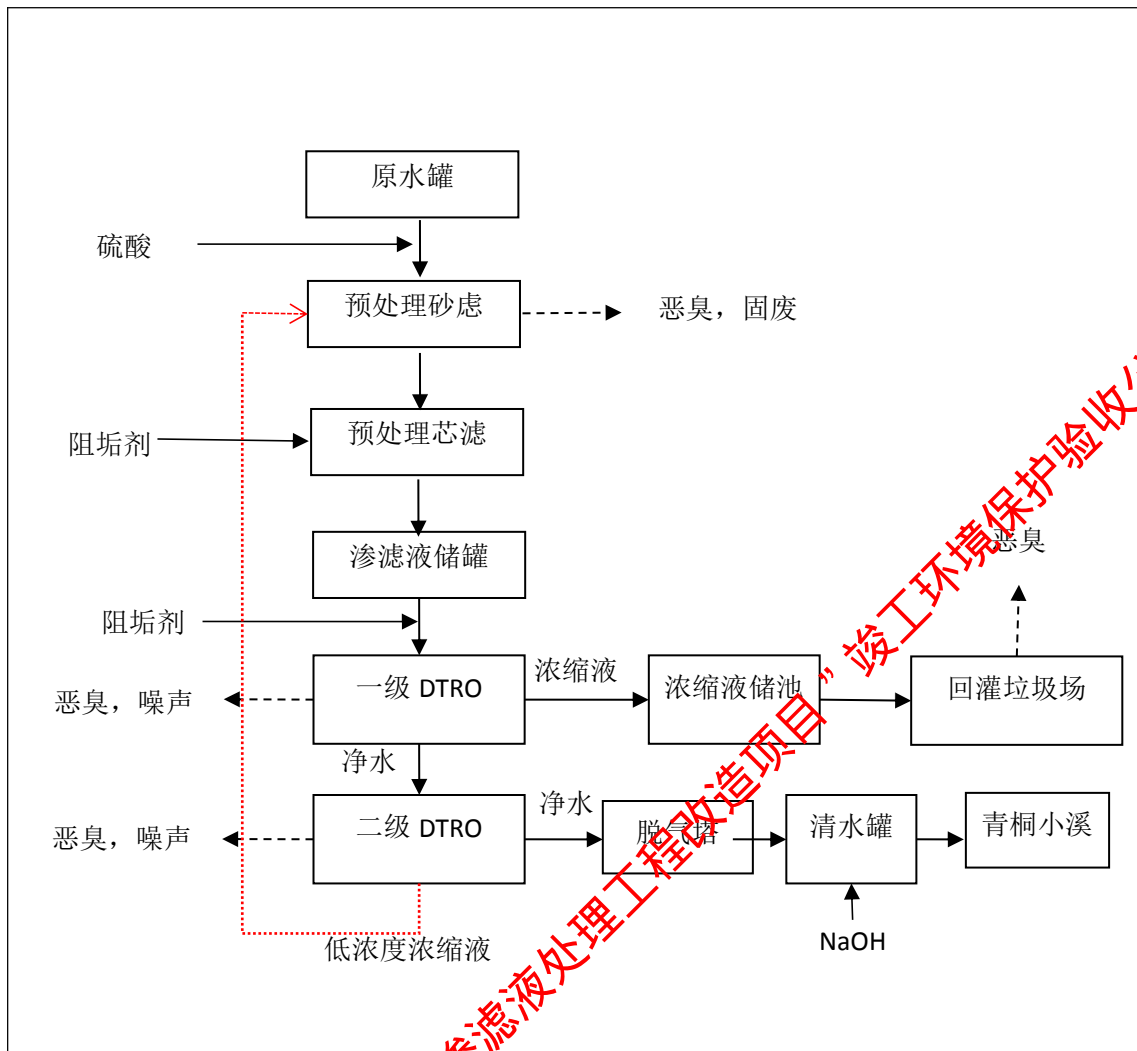 原水罐
硫酸
预处理砂虑
恶臭，固废
阻垢剂
预处理芯滤
渗滤液储罐
恶臭
阻垢剂
一级 DTRO
浓缩液
浓缩液储池
回灌垃圾场
恶臭，噪声
净水
二级 DTRO
净水
脱气塔
清水罐
青桐小溪
恶臭，噪声
低浓度浓缩液
NaOH
滤液处理工程改造项目”竣工环境保护验收